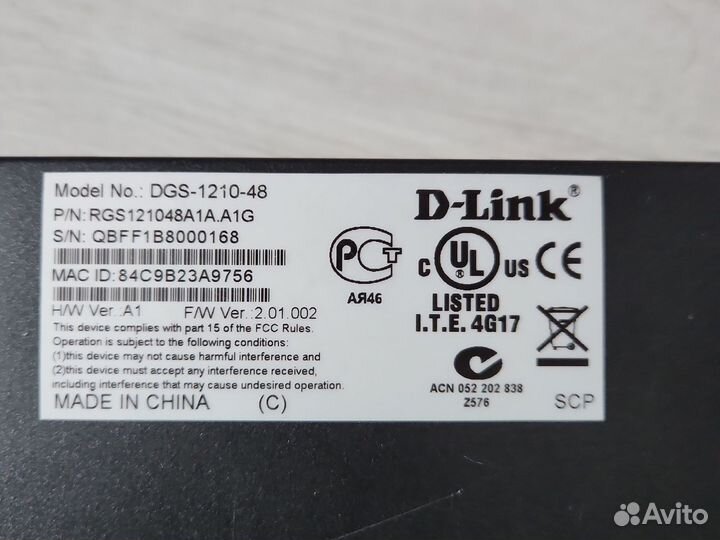 Model No.: DGS-1210-48
P/N: RGS121048A1A.A1G
S/N: QBFF1B8000168
MAC ID: 84C9B23A9756
H/W Ver.:A1 F/W Ver.:2.01.002
This device complies with part 15 of the FCC Rules.
Operation is subject to the following conditions:
(1)this device may not cause harmful interference and
(2)this device must accept any interference received,
including interference that may cause undesired operation.
MADE IN CHINA (C)
РСТ
АЯ46
D-Link®
C UL® US CE
LISTED
I.T.E. 4G17
ACN 052 202 838
Z576
SCP
Avito